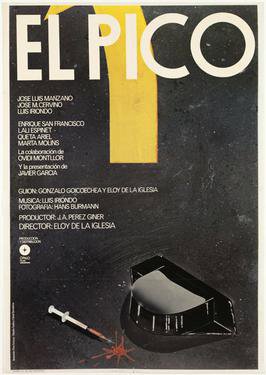 EL PICO
JOSE LUIS MANZANO
JOSE M. CERVINO
LUIS IRIONDO
ENRIQUE SAN FRANCISCO
LALI ESPINET
QUETA ARIEL
MARTA MOLINS
La colaboración de
OVIDI MONTLLOR
Y la presentación de
JAVIER GARCIA
GUION: GONZALO GOICOECHEA Y ELOY DE LA IGLESIA
MUSICA: LUIS IRIONDO
FOTOGRAFIA: HANS BURMANN
PRODUCTOR: J.A. PEREZ GINER
DIRECTOR: ELOY DE LA IGLESIA
PRODUCCION
Y DISTRIBUCION